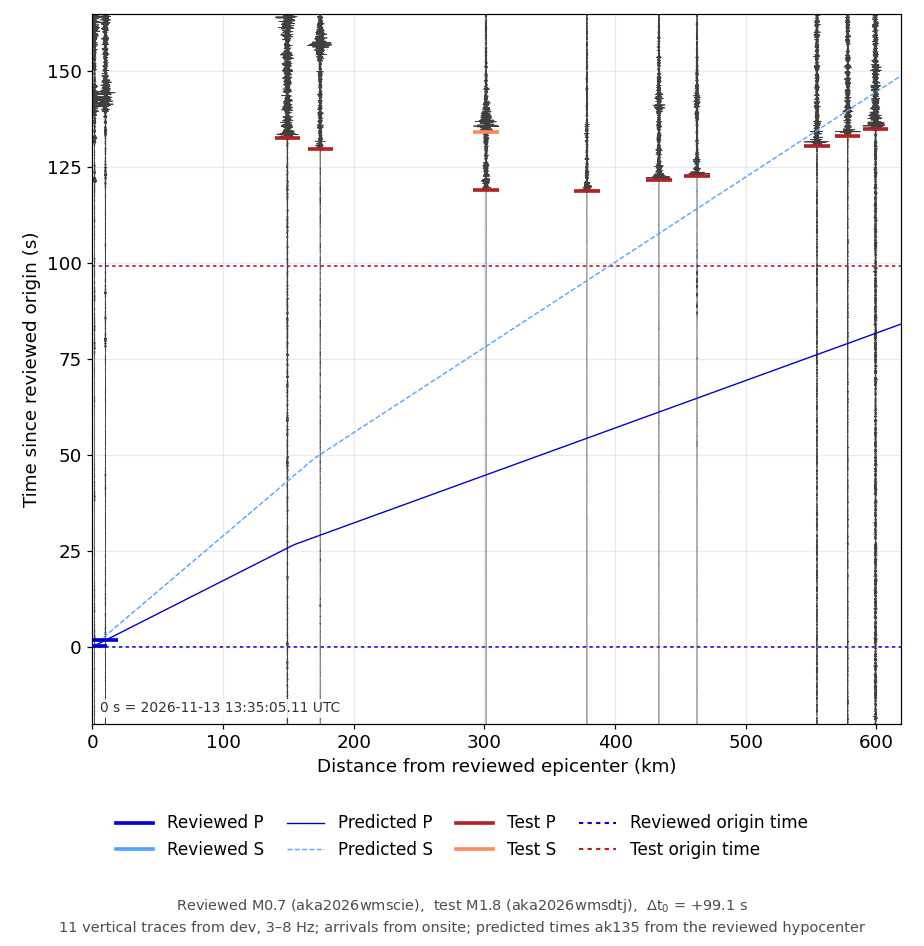 150
125
100
75
50
25
0
Time since reviewed origin (s)
0 s = 2026-11-13 13:35:05.11 UTC
0 100 200 300 400 500 600
Distance from reviewed epicenter (km)
Reviewed P Predicted P Test P Reviewed origin time
Reviewed S Predicted S Test S Test origin time
Reviewed M0.7 (aka2026wmscie), test M1.8 (aka2026wmsdtj), Δt₀ = +99.1 s
11 vertical traces from dev, 3–8 Hz; arrivals from onsite; predicted times ak135 from the reviewed hypocenter